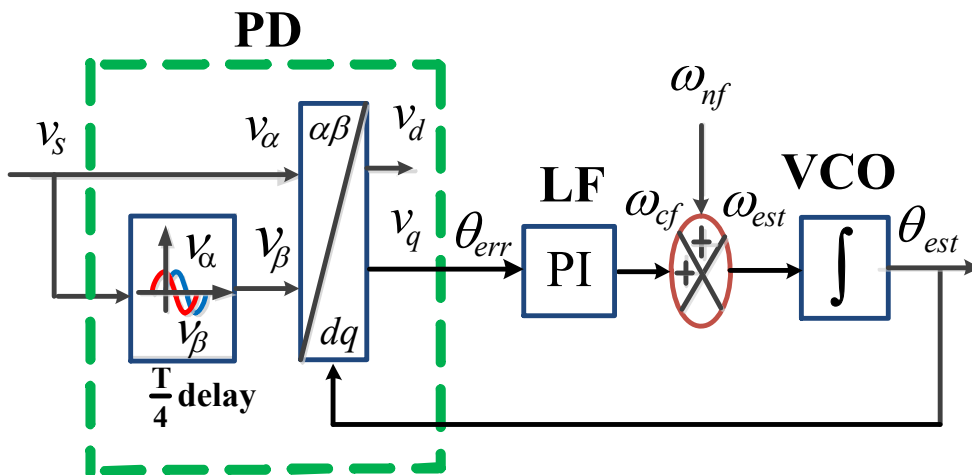 PD
ω_nf
v_s
v_α
αβ
v_d
LF
VCO
v_α
v_β
v_q
θ_err
PI
ω_cf
+
+
ω_est
∫
θ_est
v_β
dq
T/4 delay